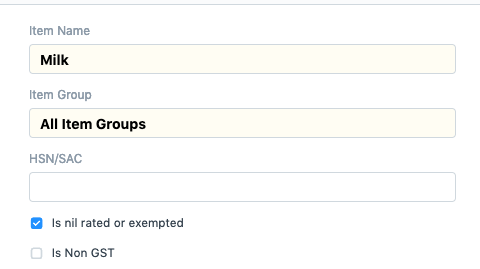 Item Name
Milk
Item Group
All Item Groups
HSN/SAC
Is nil rated or exempted
Is Non GST